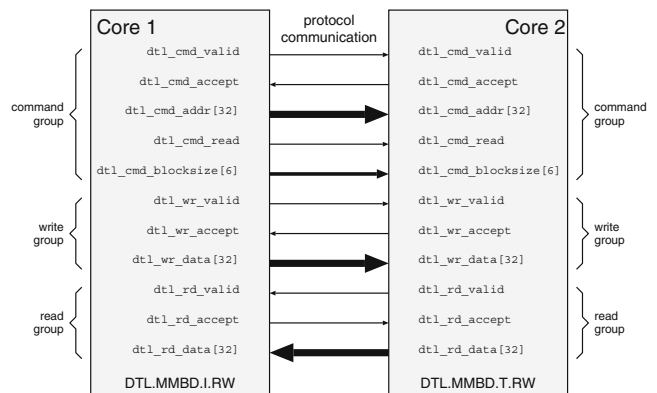 Core 1
protocol
communication
Core 2
dtl_cmd_valid
dtl_cmd_valid
dtl_cmd_accept
dtl_cmd_accept
command
group
dtl_cmd_addr[32]
dtl_cmd_addr[32]
command
group
dtl_cmd_read
dtl_cmd_read
dtl_cmd_blocksize[6]
dtl_cmd_blocksize[6]
dtl_wr_valid
dtl_wr_valid
write
group
dtl_wr_accept
dtl_wr_accept
write
group
dtl_wr_data[32]
dtl_wr_data[32]
dtl_rd_valid
dtl_rd_valid
read
group
dtl_rd_accept
dtl_rd_accept
read
group
dtl_rd_data[32]
dtl_rd_data[32]
DTL.MMBD.I.RW
DTL.MMBD.T.RW